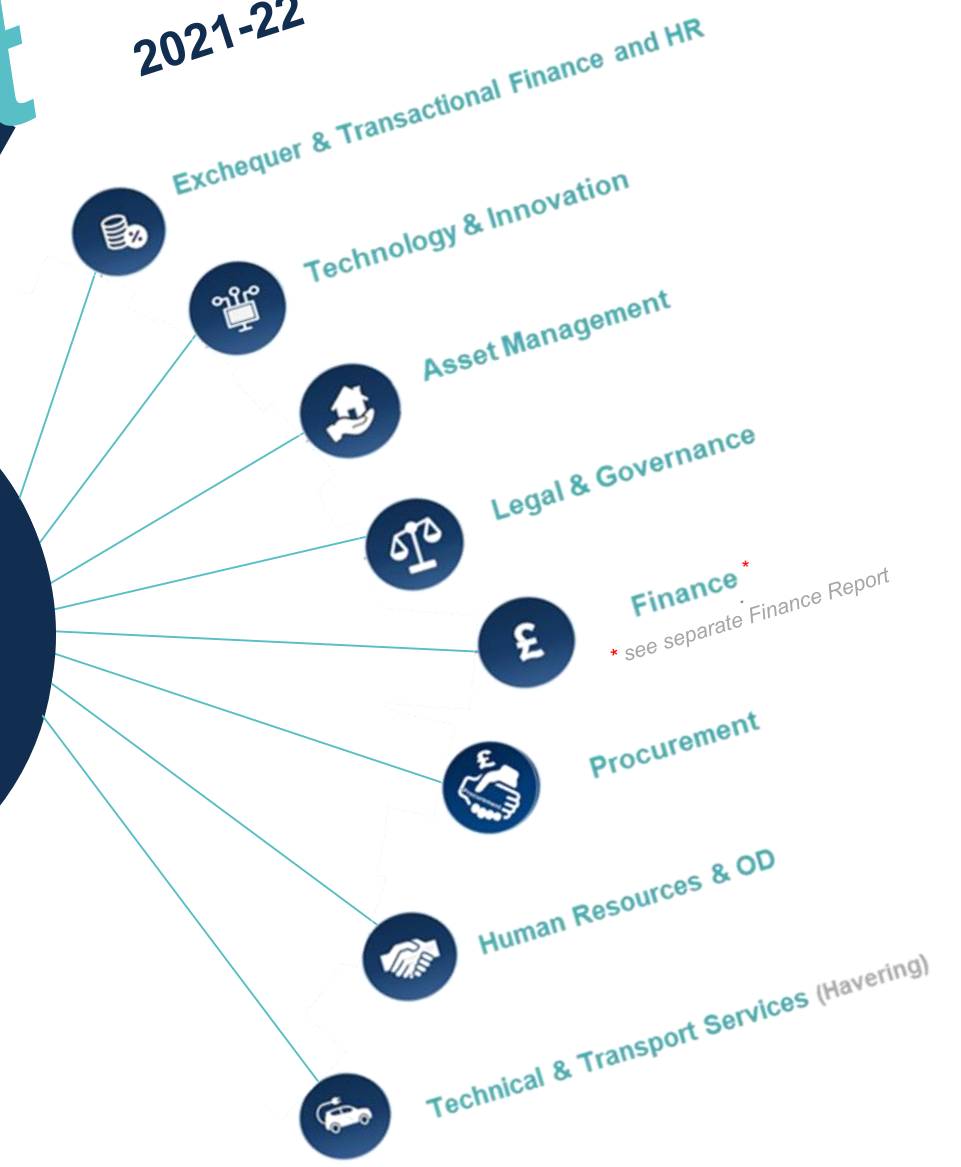 t
2021-22
Exchequer & Transactional Finance and HR
Technology & Innovation
Asset Management
Legal & Governance
Finance *
* see separate Finance Report
Procurement
Human Resources & OD
Technical & Transport Services (Havering)